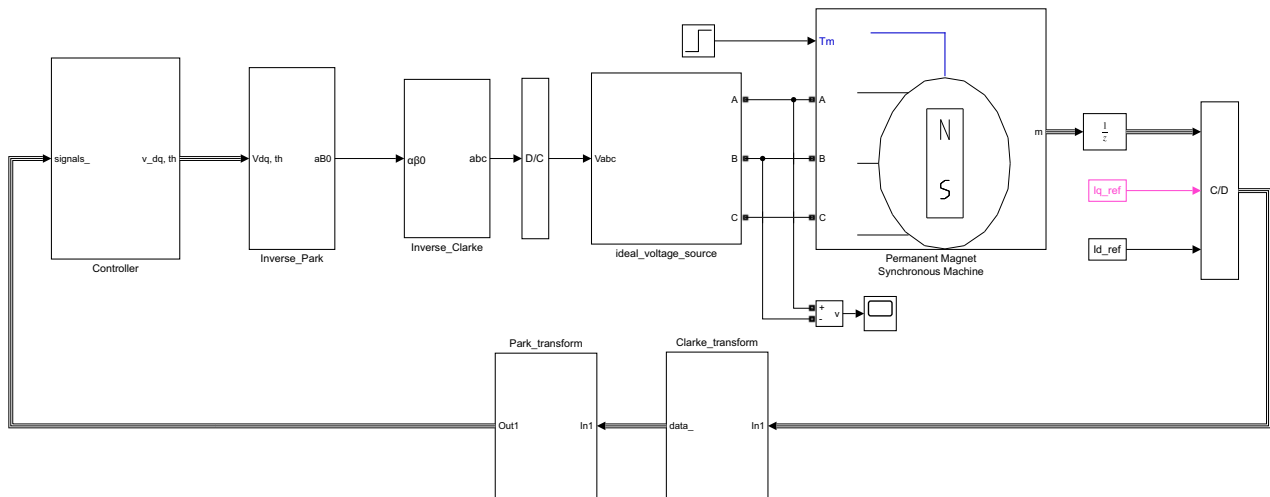 signals_
v_dq, th
Controller
Vdq, th
aB0
Inverse_Park
αβ0
abc
Inverse_Clarke
D/C
Vabc
A
B
C
ideal_voltage_source
Tm
A
B
C
N
S
m
Permanent Magnet
Synchronous Machine
1
z
Iq_ref
Id_ref
C/D
+
-
v
Park_transform
Out1
In1
Clarke_transform
data_
In1